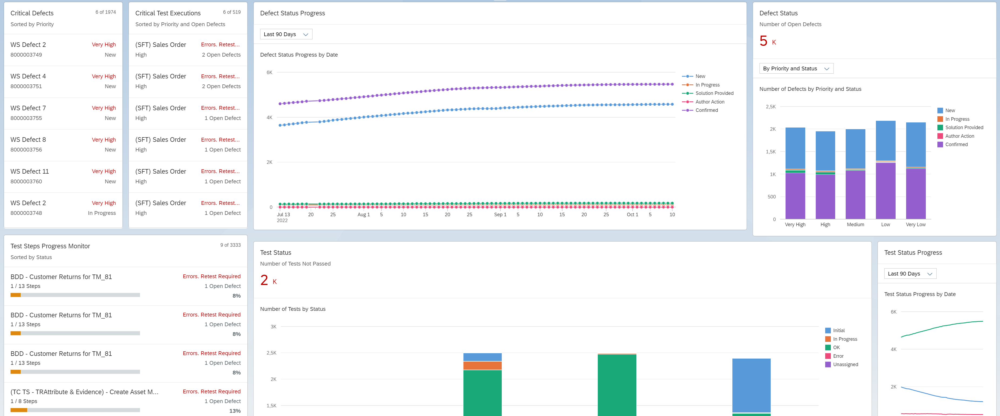 Critical Defects
6 of 1974
Sorted by Priority
WS Defect 2
Very High
8000003749
New
WS Defect 4
Very High
8000003751
New
WS Defect 7
Very High
8000003755
New
WS Defect 8
Very High
8000003756
New
WS Defect 11
Very High
8000003760
New
WS Defect 2
Very High
8000003748
In Progress
Critical Test Executions
6 of 519
Sorted by Priority and Open Defects
(SFT) Sales Order
Errors. Retest...
High
2 Open Defects
(SFT) Sales Order
Errors. Retest...
High
2 Open Defects
(SFT) Sales Order
Errors. Retest...
High
1 Open Defect
(SFT) Sales Order
Errors. Retest...
High
1 Open Defect
(SFT) Sales Order
Errors. Retest...
High
1 Open Defect
(SFT) Sales Order
Errors. Retest...
High
1 Open Defect
Defect Status Progress
Last 90 Days
Defect Status Progress by Date
6K
4K
2K
0
Jul 13 20 25 Aug 1 5 10 15 20 25 Sep 1 5 10 15 20 25 Oct 1 5 10
2022
New
In Progress
Solution Provided
Author Action
Confirmed
Defect Status
Number of Open Defects
5 K
By Priority and Status
Number of Defects by Priority and Status
2,5K
2K
1,5K
1K
500
0
Very High High Medium Low Very Low
New
In Progress
Solution Provided
Author Action
Confirmed
Test Steps Progress Monitor
9 of 3333
Sorted by Status
BDD - Customer Returns for TM_81
Errors. Retest Required
1 / 13 Steps
1 Open Defect
8%
BDD - Customer Returns for TM_81
Errors. Retest Required
1 / 13 Steps
1 Open Defect
8%
BDD - Customer Returns for TM_81
Errors. Retest Required
1 / 13 Steps
1 Open Defect
8%
(TC TS - TRAttribute & Evidence) - Create Asset M...
Errors. Retest Required
1 / 8 Steps
1 Open Defect
13%
Test Status
Number of Tests Not Passed
2 K
Number of Tests by Status
3K
2,5K
2K
1,5K
Initial
In Progress
OK
Error
Unassigned
Test Status Progress
Last 90 Days
Test Status Progress by Date
6K
4K
2K